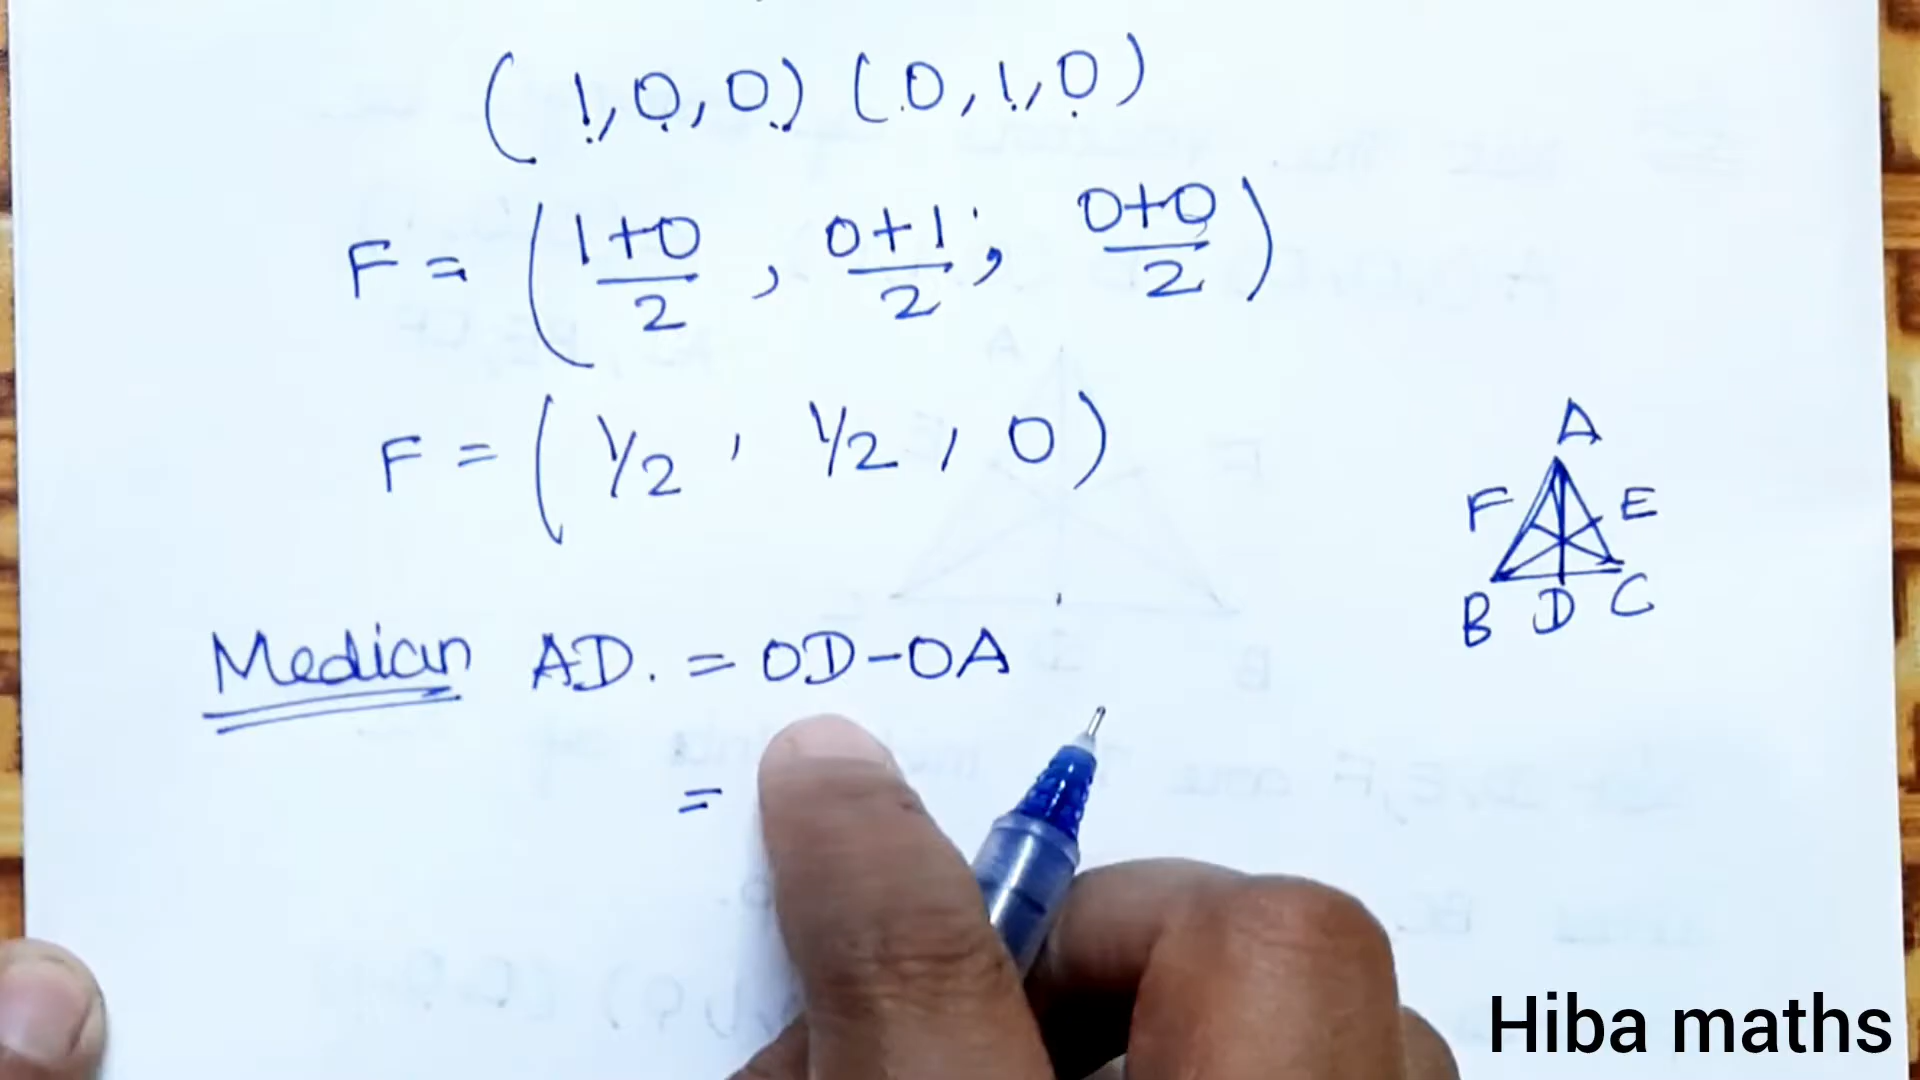 (1,0,0) (0,1,0)
F = (1+0/2, 0+1/2, 0+0/2)
F = (1/2, 1/2, 0)
A
F E
B D C
Median AD. = OD-OA
=
Hiba maths